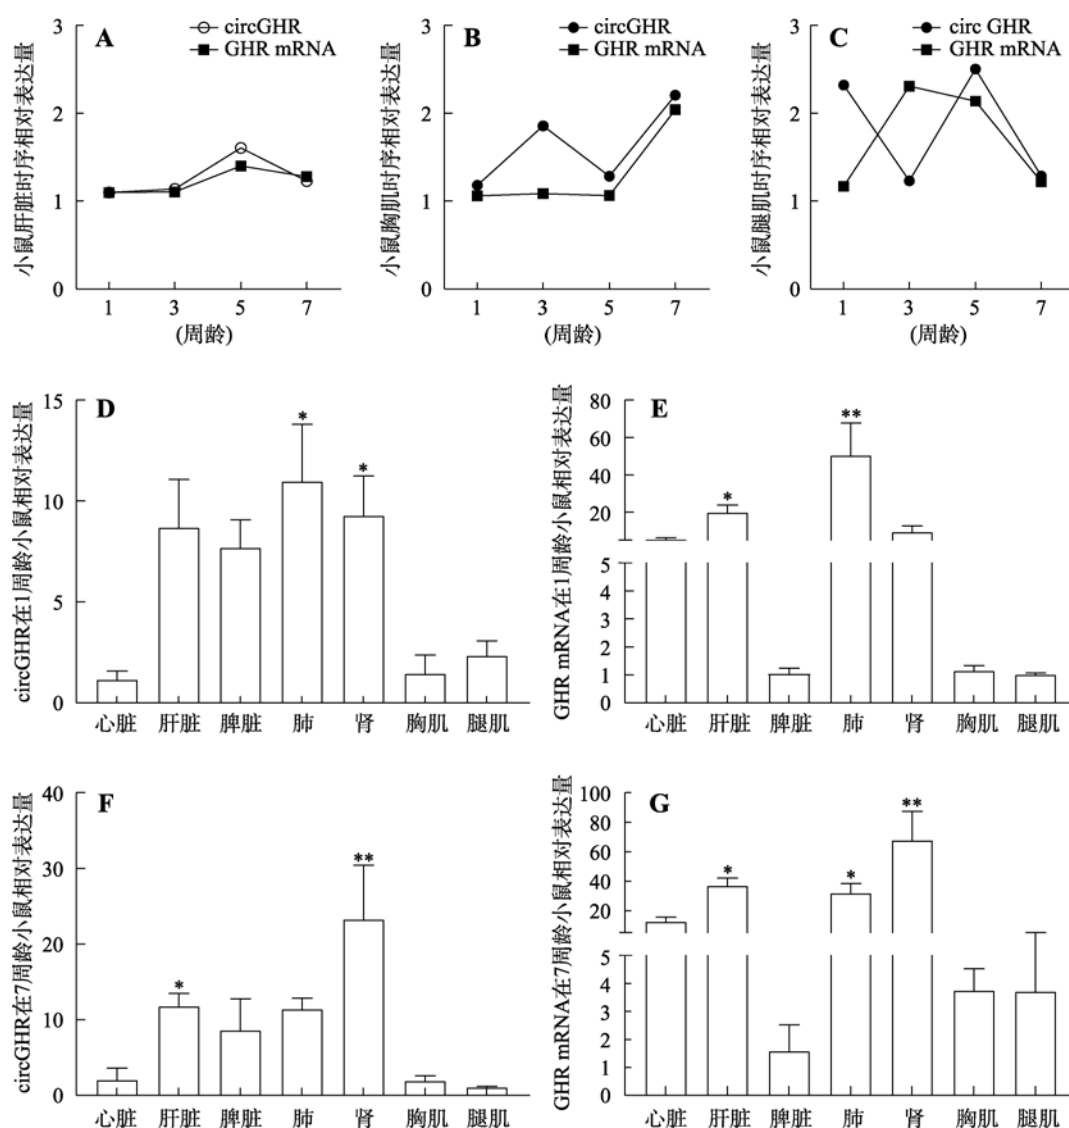 A
circGHR
GHR mRNA
小鼠肝脏时序相对表达量
3
2
1
0
1 3 5 7
(周龄)
B
circGHR
GHR mRNA
小鼠胸肌时序相对表达量
3
2
1
0
1 3 5 7
(周龄)
C
circ GHR
GHR mRNA
小鼠腿肌时序相对表达量
3
2
1
0
1 3 5 7
(周龄)
D
circGHR在1周龄小鼠相对表达量
15
10
5
0
* *
心脏 肝脏 脾脏 肺 肾 胸肌 腿肌
E
GHR mRNA在1周龄小鼠相对表达量
80
60
40
20
5
4
3
2
1
0
* **
心脏 肝脏 脾脏 肺 肾 胸肌 腿肌
F
circGHR在7周龄小鼠相对表达量
40
30
20
10
0
* **
心脏 肝脏 脾脏 肺 肾 胸肌 腿肌
G
GHR mRNA在7周龄小鼠相对表达量
100
80
60
40
20
5
4
3
2
1
0
* * **
心脏 肝脏 脾脏 肺 肾 胸肌 腿肌